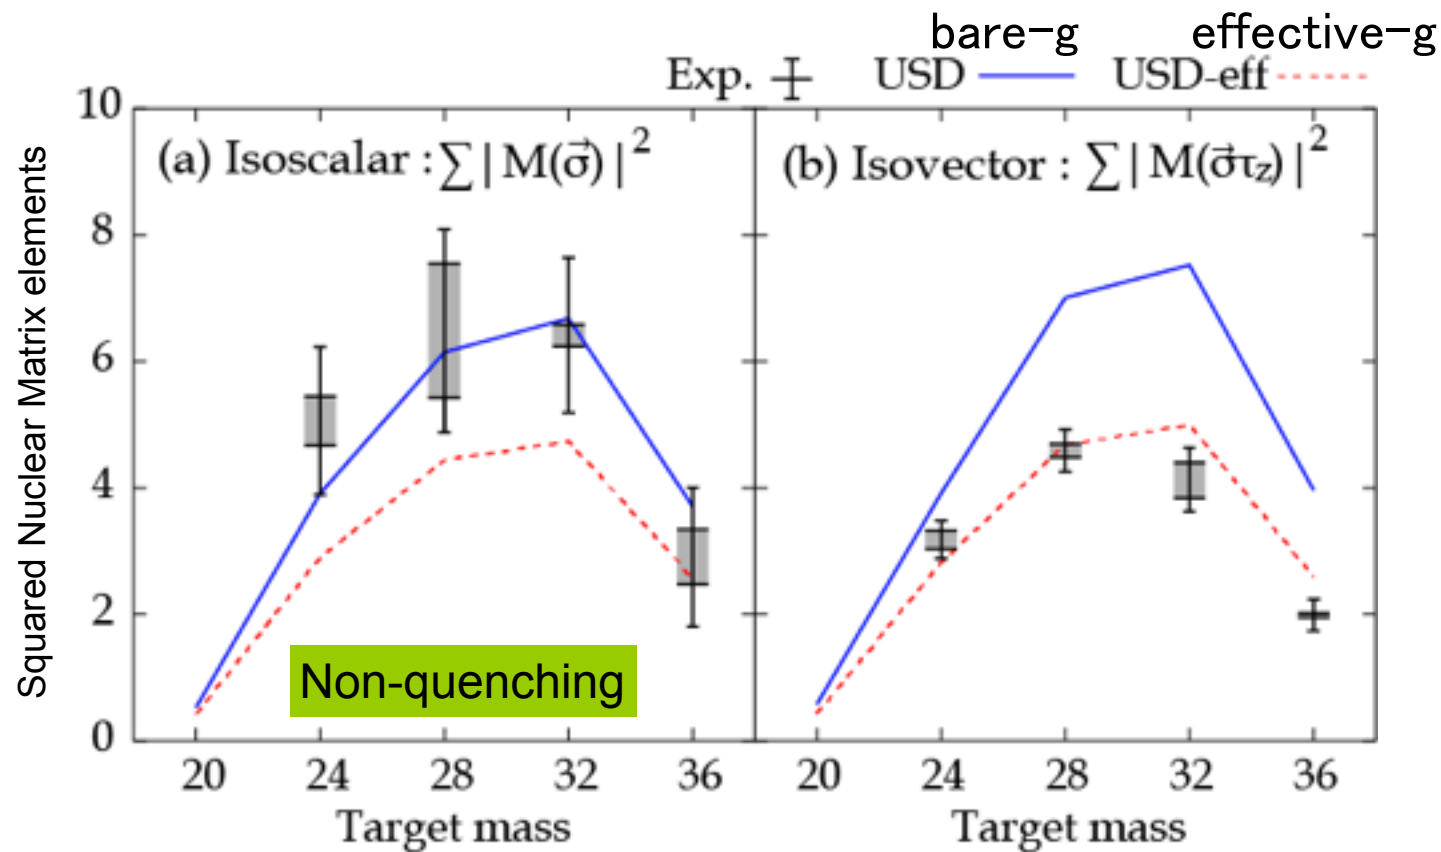 bare-g effective-g
Exp. USD USD-eff
Squared Nuclear Matrix elements
10
8
6
4
2
0
(a) Isoscalar : ∑ | M(σ⃗) |²
(b) Isovector : ∑ | M(σ⃗τz) |²
Non-quenching
20 24 28 32 36
20 24 28 32 36
Target mass
Target mass